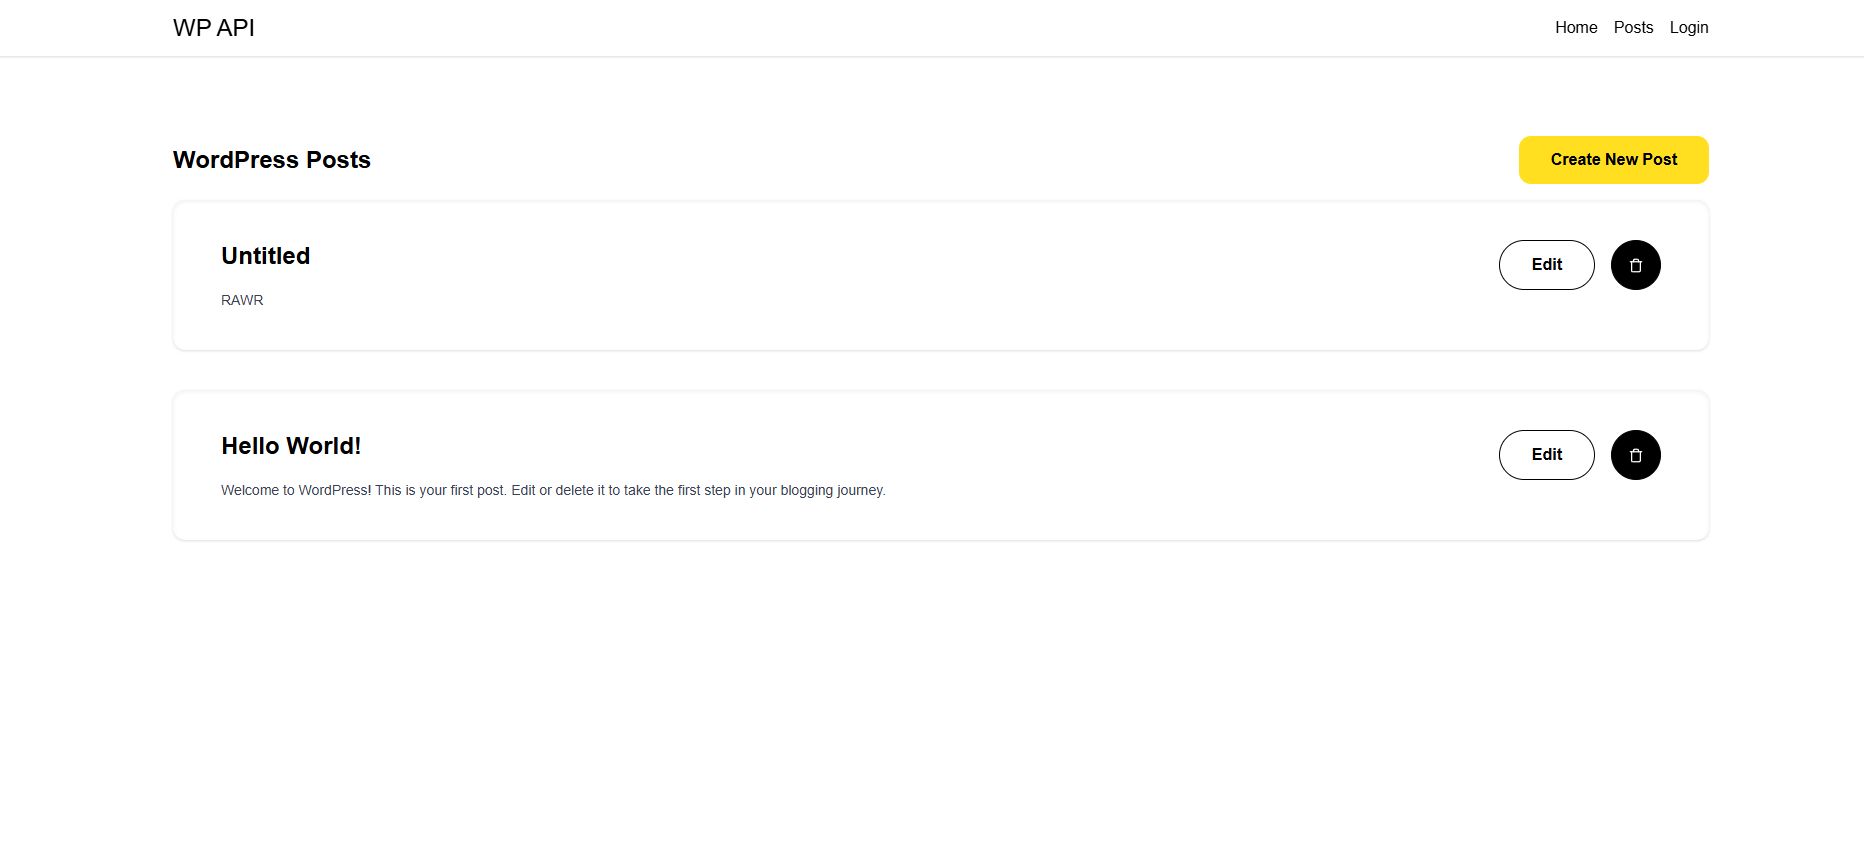 WP API
Home Posts Login
WordPress Posts
Create New Post
Untitled
Edit
RAWR
Hello World!
Edit
Welcome to WordPress! This is your first post. Edit or delete it to take the first step in your blogging journey.